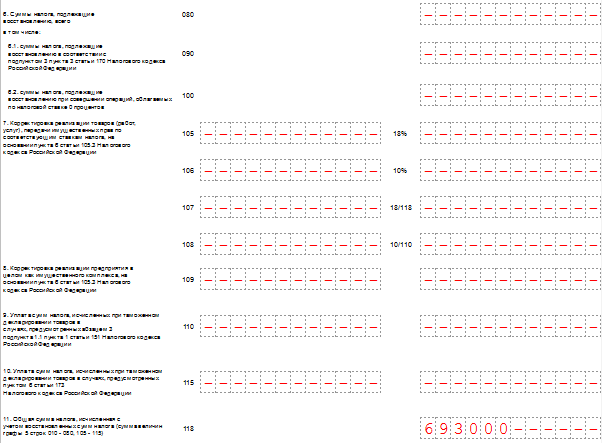 6. Суммы налога, подлежащие 080
восстановлению, всего
в том числе:
6.1. суммы налога, подлежащие
восстановлению в соответствии с 090
подпунктом 3 пункта 3 статьи 170 Налогового кодекса
Российской Федерации
6.2. суммы налога, подлежащие
восстановлению при совершении операций, облагаемых 100
по налоговой ставке 0 процентов
7. Корректировка реализации товаров (работ,
услуг), передачи имущественных прав по 105 18%
соответствующим ставкам налога, на
основании пункта 6 статьи 105.3 Налогового
кодекса Российской Федерации
106 10%
107 18/118
108 10/110
8. Корректировка реализации предприятия в
целом как имущественного комплекса, на 109
основании пункта 6 статьи 105.3 Налогового
кодекса Российской Федерации
9. Уплата сумм налога, исчисленных при таможенном
декларировании товаров в
случаях, предусмотренных абзацем 3 110
подпункта 1.1 пункта 1 статьи 151 Налогового кодекса
Российской Федерации
10. Уплата сумм налога, исчисленных при таможенном
декларировании товаров в случаях, предусмотренных 115
пунктом 6 статьи 173
Налогового кодекса Российской Федерации
11. Общая сумма налога, исчисленная с
учетом восстановленных сумм налога (сумма величин 118 693000
графы 5 строк 010 - 080, 105 - 115)